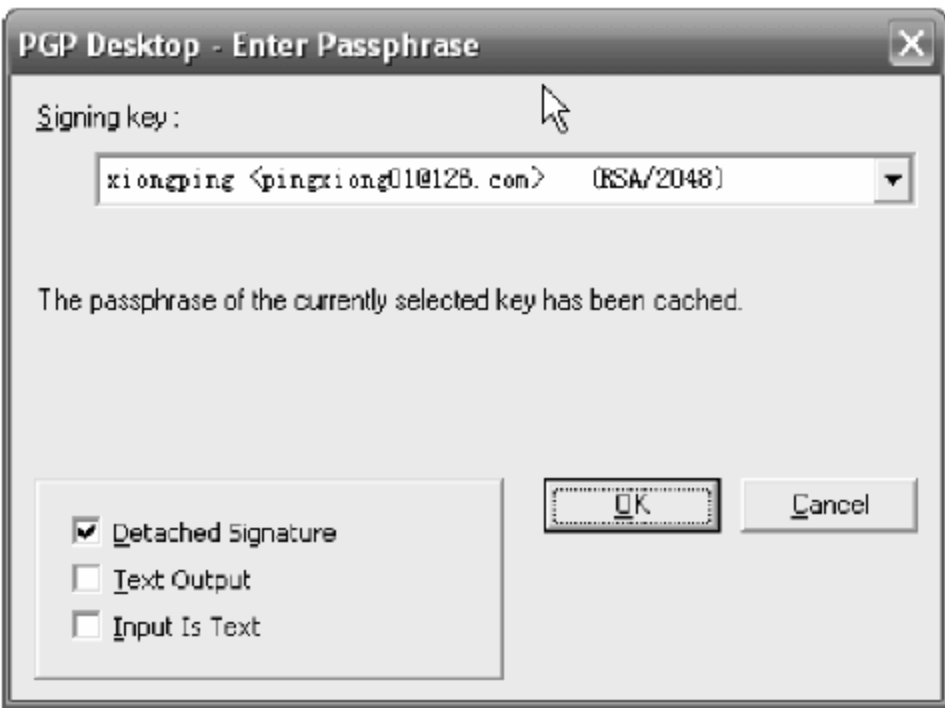 PGP Desktop - Enter Passphrase
Signing key :
xiongping <pingxiong01@126.com> (RSA/2048)
The passphrase of the currently selected key has been cached.
OK
Cancel
Detached Signature
Text Output
Input Is Text